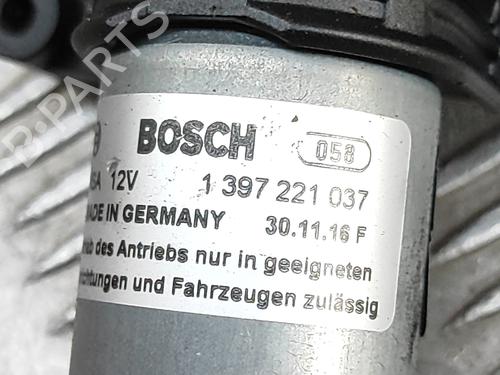 BOSCH 058
12V 1 397 221 037
MADE IN GERMANY 30.11.16 F
des Antriebs nur in geeigneten
und Fahrzeugen zulässig
B-PARTS